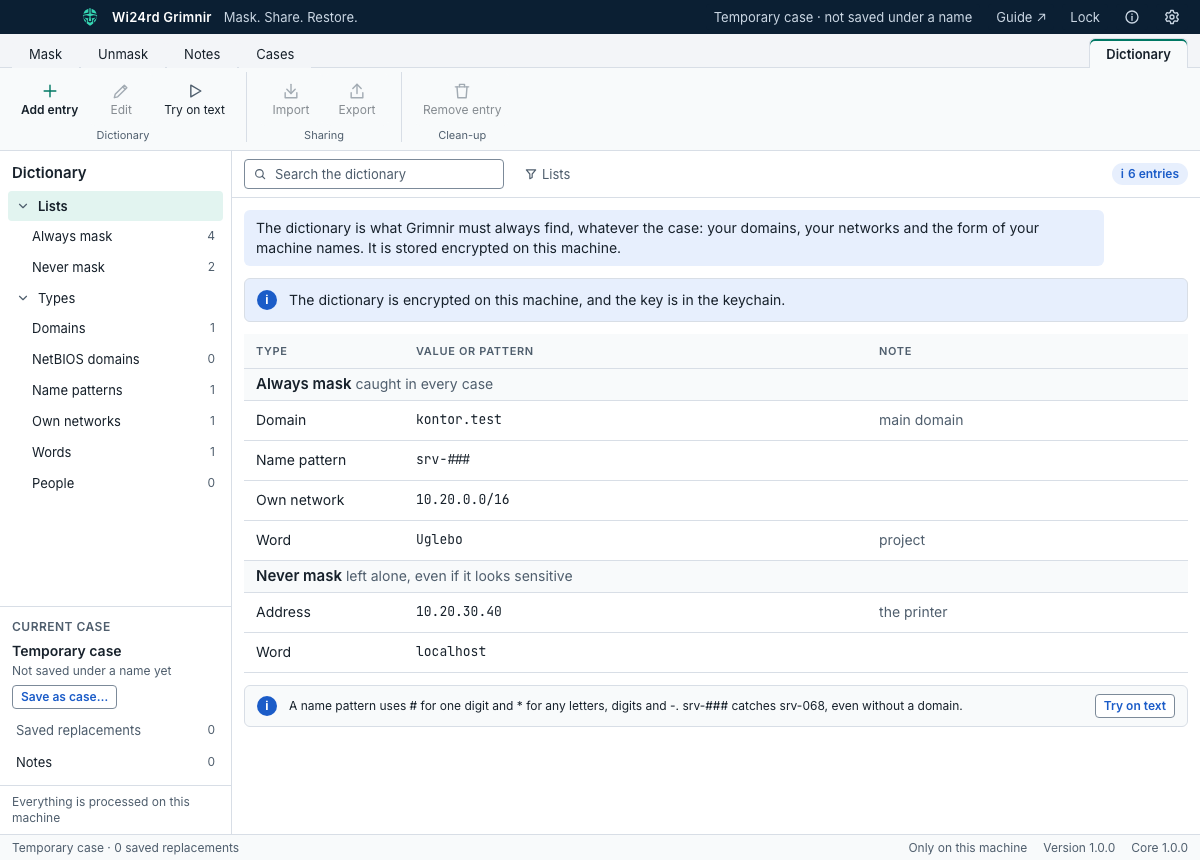 Wi24rd Grimnir Mask. Share. Restore. Temporary case · not saved under a name Guide ↗ Lock
Mask Unmask Notes Cases Dictionary
Add entry Edit Try on text Import Export Remove entry
Dictionary Sharing Clean-up
Dictionary
Lists
Always mask 4
Never mask 2
Types
Domains 1
NetBIOS domains 0
Name patterns 1
Own networks 1
Words 1
People 0
CURRENT CASE
Temporary case
Not saved under a name yet
Save as case...
Saved replacements 0
Notes 0
Everything is processed on this
machine
Search the dictionary Lists i 6 entries
The dictionary is what Grimnir must always find, whatever the case: your domains, your networks and the form of your
machine names. It is stored encrypted on this machine.
The dictionary is encrypted on this machine, and the key is in the keychain.
TYPE VALUE OR PATTERN NOTE
Always mask caught in every case
Domain kontor.test main domain
Name pattern srv-###
Own network 10.20.0.0/16
Word Uglebo project
Never mask left alone, even if it looks sensitive
Address 10.20.30.40 the printer
Word localhost
A name pattern uses # for one digit and * for any letters, digits and -. srv-### catches srv-068, even without a domain. Try on text
Temporary case · 0 saved replacements Only on this machine Version 1.0.0 Core 1.0.0